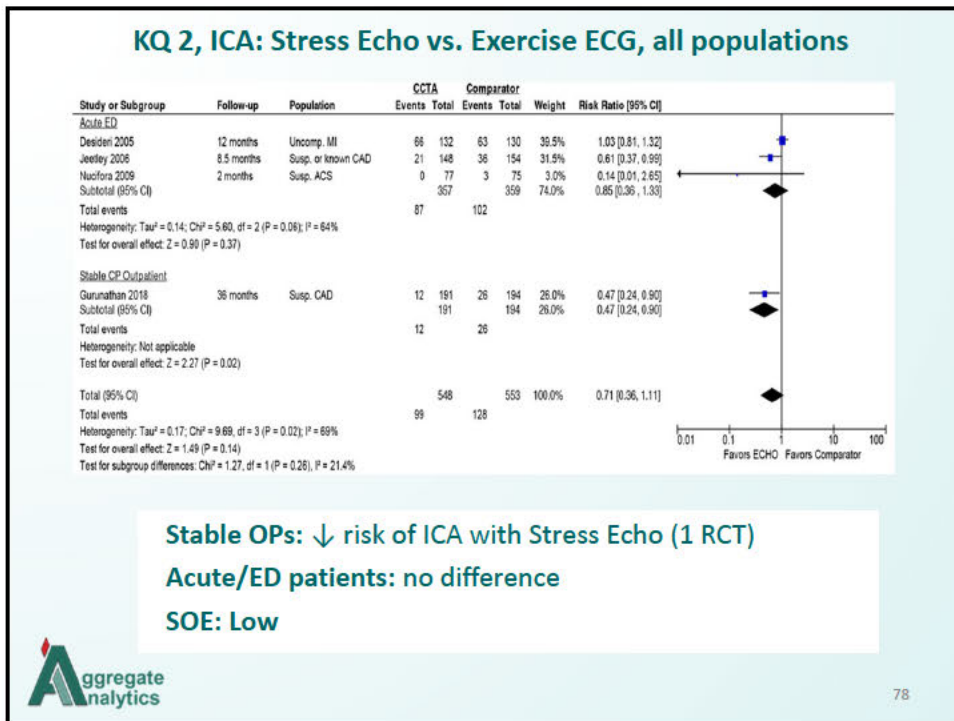 KQ 2, ICA: Stress Echo vs. Exercise ECG, all populations
CCTA Comparator
Study or Subgroup Follow-up Population Events Total Events Total Weight Risk Ratio [95% CI]
Acute ED
Desideri 2005 12 months Uncomp. MI 66 132 63 130 39.5% 1.03 [0.81, 1.32]
Jeetley 2006 8.5 months Susp. or known CAD 21 148 36 154 31.5% 0.61 [0.37, 0.99]
Nucifora 2009 2 months Susp. ACS 0 77 3 75 3.0% 0.14 [0.01, 2.65]
Subtotal (95% CI) 357 359 74.0% 0.85 [0.36, 1.33]
Total events 87 102
Heterogeneity: Tau² = 0.14; Chi² = 5.60, df = 2 (P = 0.06); I² = 64%
Test for overall effect: Z = 0.90 (P = 0.37)
Stable CP Outpatient
Gurunathan 2018 36 months Susp. CAD 12 191 26 194 26.0% 0.47 [0.24, 0.90]
Subtotal (95% CI) 191 194 26.0% 0.47 [0.24, 0.90]
Total events 12 26
Heterogeneity: Not applicable
Test for overall effect: Z = 2.27 (P = 0.02)
Total (95% CI) 548 553 100.0% 0.71 [0.36, 1.11]
Total events 99 128
Heterogeneity: Tau² = 0.17; Chi² = 9.69, df = 3 (P = 0.02); I² = 69%
Test for overall effect: Z = 1.49 (P = 0.14)
Test for subgroup differences: Chi² = 1.27, df = 1 (P = 0.26), I² = 21.4%
0.01 0.1 1 10 100
Favors ECHO Favors Comparator
Stable OPs: ↓ risk of ICA with Stress Echo (1 RCT)
Acute/ED patients: no difference
SOE: Low
Aggregate
Analytics
78